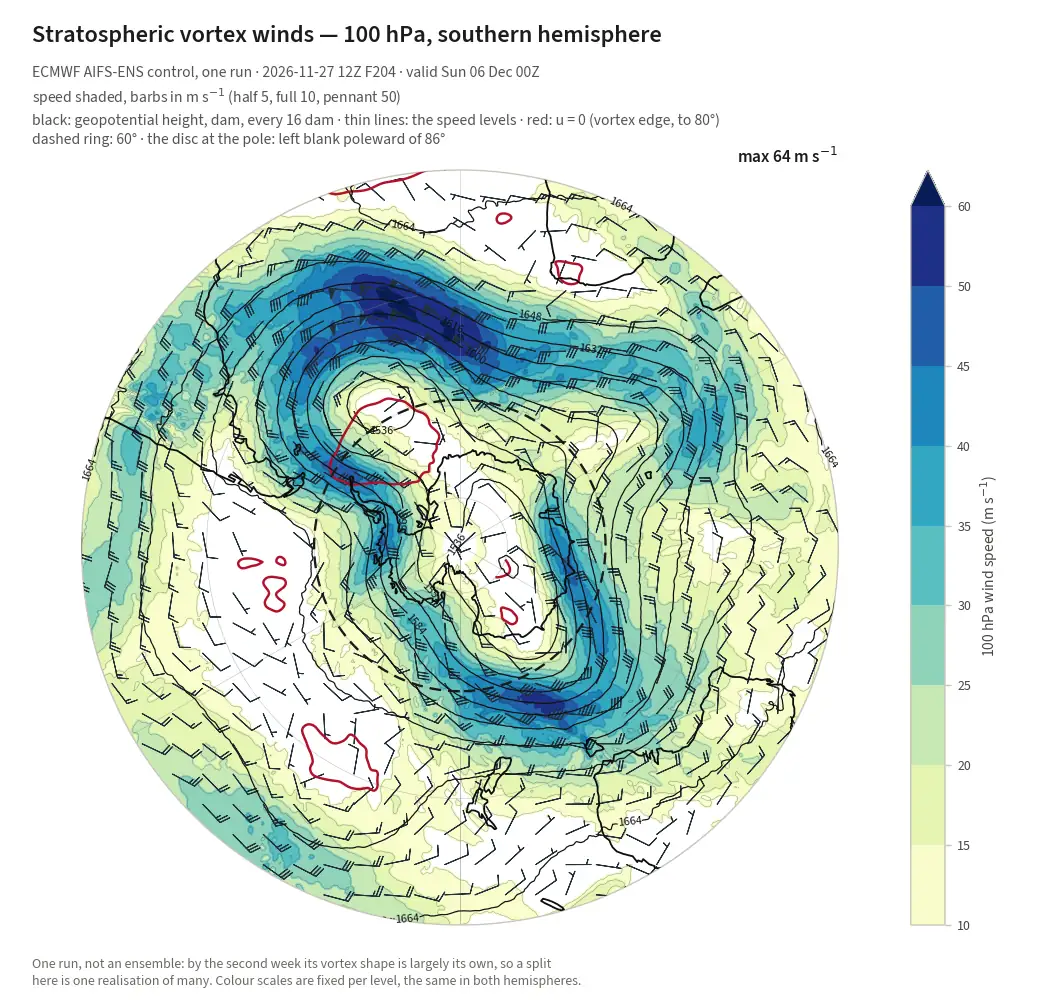 Stratospheric vortex winds — 100 hPa, southern hemisphere
ECMWF AIFS-ENS control, one run · 2026-11-27 12Z F204 · valid Sun 06 Dec 00Z
speed shaded, barbs in m s⁻¹ (half 5, full 10, pennant 50)
black: geopotential height, dam, every 16 dam · thin lines: the speed levels · red: u = 0 (vortex edge, to 80°)
dashed ring: 60° · the disc at the pole: left blank poleward of 86°
max 64 m s⁻¹
1664
1664
1648
1632
1536
1664
1664
1536
1584
1664
1664
60
50
45
40
35
30
25
20
15
10
100 hPa wind speed (m s⁻¹)
One run, not an ensemble: by the second week its vortex shape is largely its own, so a split
here is one realisation of many. Colour scales are fixed per level, the same in both hemispheres.